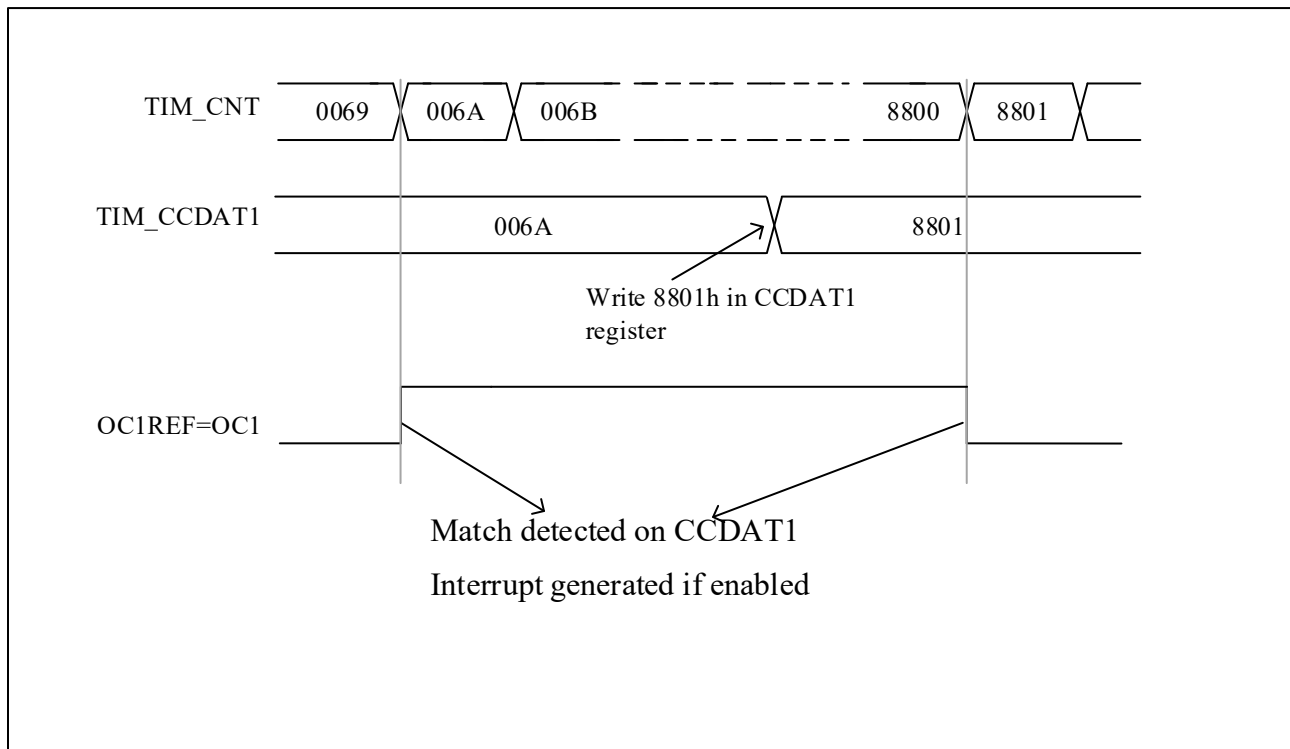 TIM_CNT
0069
006A
006B
8800
8801
TIM_CCDAT1
006A
8801
Write 8801h in CCDAT1
register
OC1REF=OC1
Match detected on CCDAT1
Interrupt generated if enabled